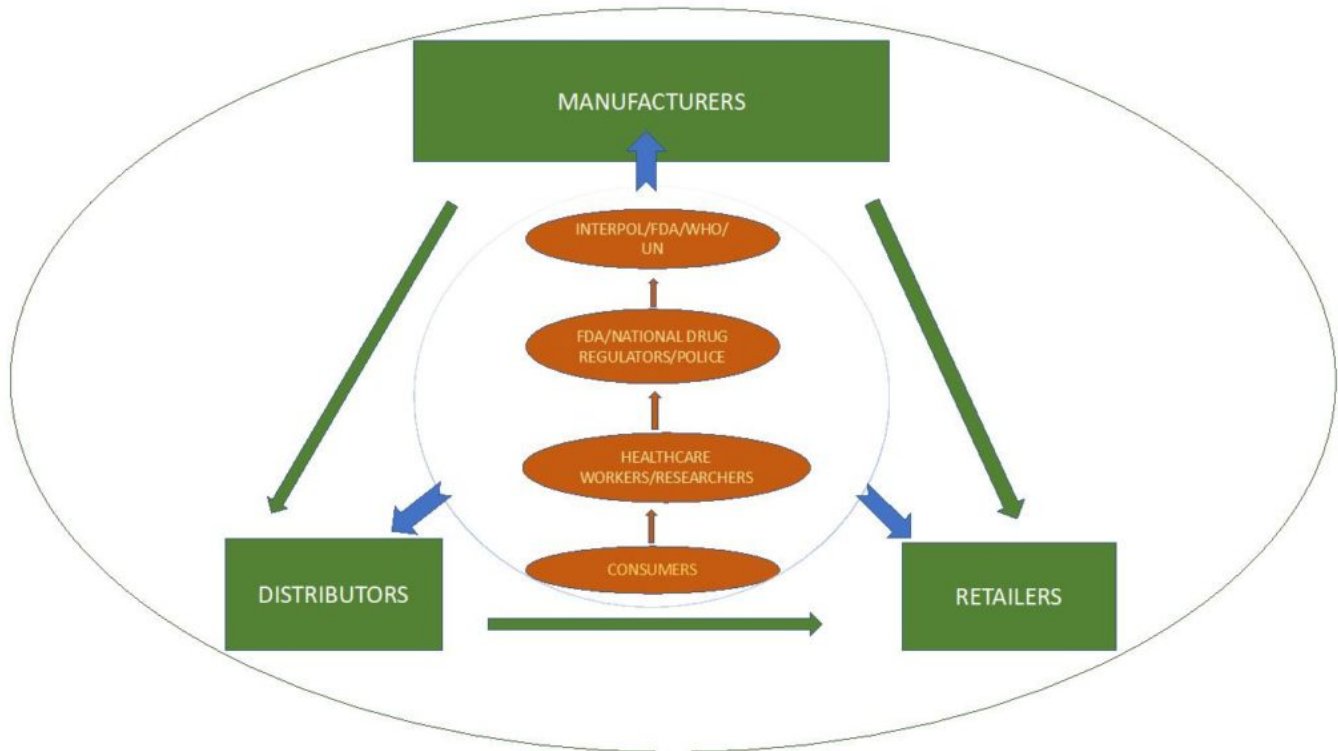 MANUFACTURERS
INTERPOL/FDA/WHO/
UN
FDA/NATIONAL DRUG
REGULATORS/POLICE
HEALTHCARE
WORKERS/RESEARCHERS
CONSUMERS
DISTRIBUTORS
RETAILERS